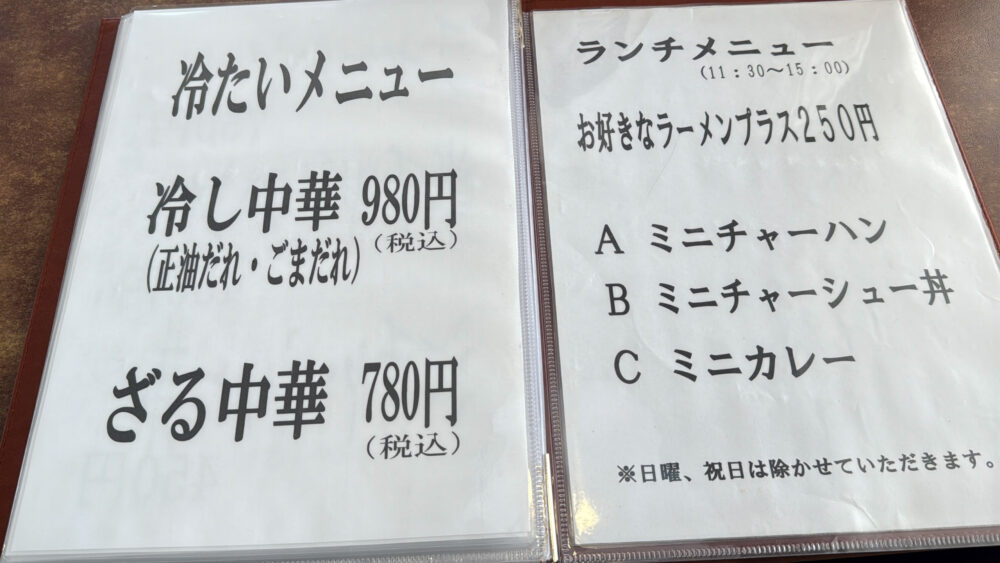 冷たいメニュー
冷し中華 980円
(税込)
(正油だれ・ごまだれ)
ざる中華 780円
(税込)
ランチメニュー
(11:30〜15:00)
お好きなラーメンプラス250円
A ミニチャーハン
B ミニチャーシュー丼
C ミニカレー
※日曜、祝日は除かせていただきます。